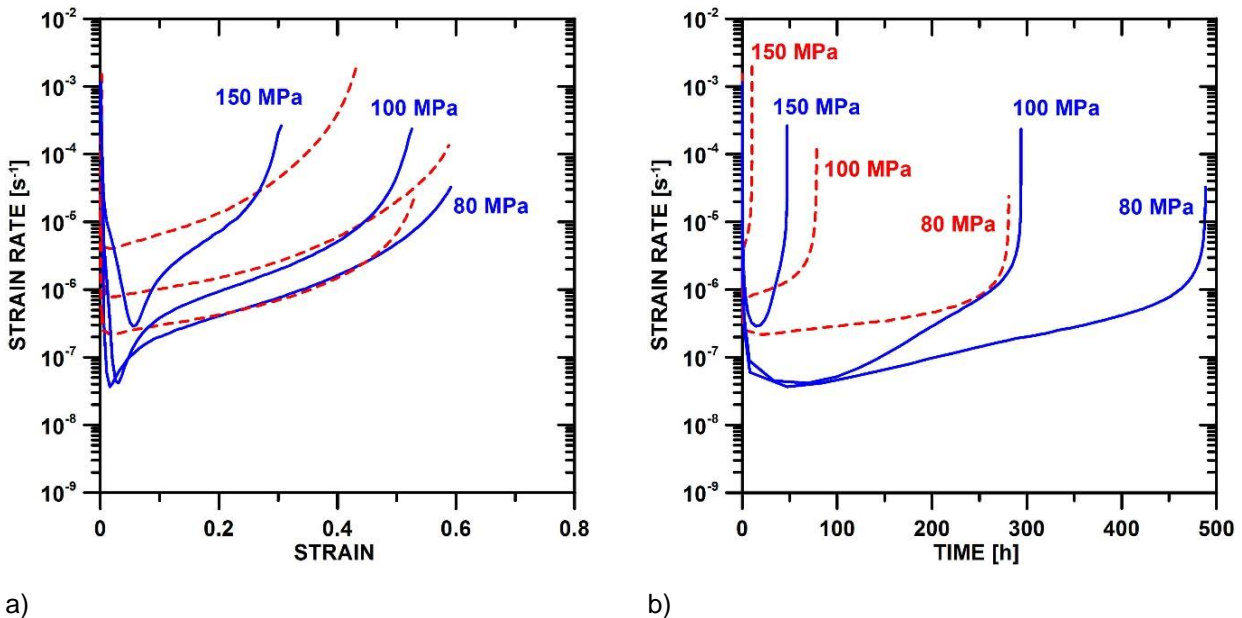 STRAIN RATE [s⁻¹]
10⁻²
10⁻³
10⁻⁴
10⁻⁵
10⁻⁶
10⁻⁷
10⁻⁸
10⁻⁹
150 MPa
100 MPa
80 MPa
0 0.2 0.4 0.6 0.8
STRAIN
a)
STRAIN RATE [s⁻¹]
10⁻²
10⁻³
10⁻⁴
10⁻⁵
10⁻⁶
10⁻⁷
10⁻⁸
10⁻⁹
150 MPa
150 MPa
100 MPa
100 MPa
80 MPa
80 MPa
0 100 200 300 400 500
TIME [h]
b)